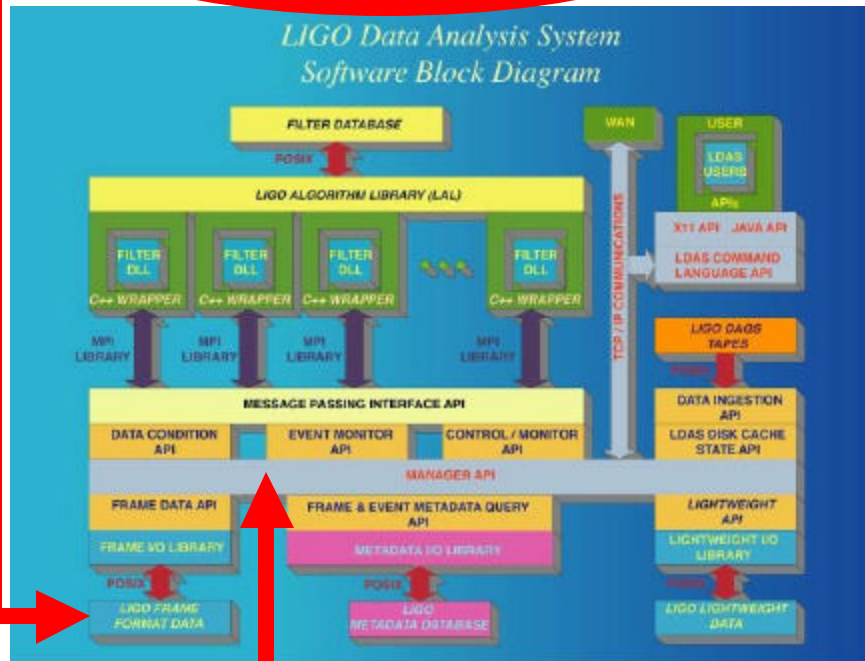 LIGO Data Analysis System
Software Block Diagram
FILTER DATABASE
WAN
USER
POSIX
LDAS
USERS
APIs
LIGO ALGORITHM LIBRARY (LAL)
X11 API JAVA API
LDAS COMMAND
LANGUAGE API
FILTER
DLL
C++ WRAPPER
FILTER
DLL
C++ WRAPPER
FILTER
DLL
C++ WRAPPER
FILTER
DLL
C++ WRAPPER
TCP / IP COMMUNICATIONS
MPI
LIBRARY
MPI
LIBRARY
MPI
LIBRARY
MPI
LIBRARY
LIGO DAQS
TAPES
POSIX
MESSAGE PASSING INTERFACE API
DATA INGESTION
API
DATA CONDITION
API
EVENT MONITOR
API
CONTROL / MONITOR
API
LDAS DISK CACHE
STATE API
MANAGER API
FRAME DATA API
FRAME & EVENT METADATA QUERY
API
LIGHTWEIGHT
API
FRAME I/O LIBRARY
METADATA I/O LIBRARY
LIGHTWEIGHT I/O
LIBRARY
POSIX
POSIX
POSIX
LIGO FRAME
FORMAT DATA
LIGO
METADATA DATABASE
LIGO LIGHTWEIGHT
DATA